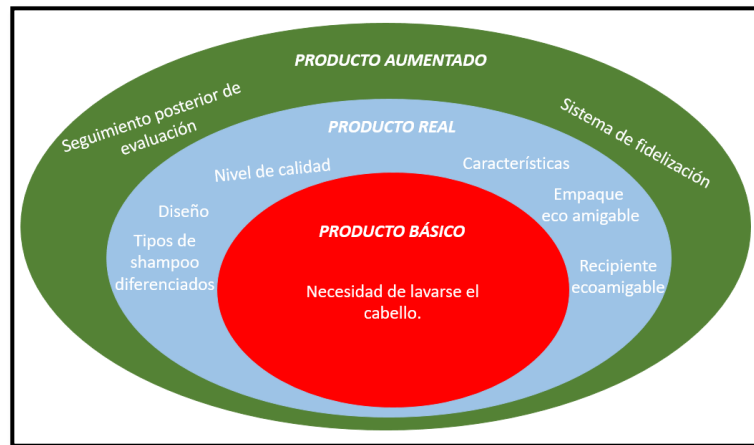 PRODUCTO AUMENTADO
Seguimiento posterior de
evaluación
Sistema de fidelización
PRODUCTO REAL
Nivel de calidad
Características
Diseño
Empaque
eco amigable
Tipos de
shampoo
diferenciados
Recipiente
ecoamigable
PRODUCTO BÁSICO
Necesidad de lavarse el
cabello.